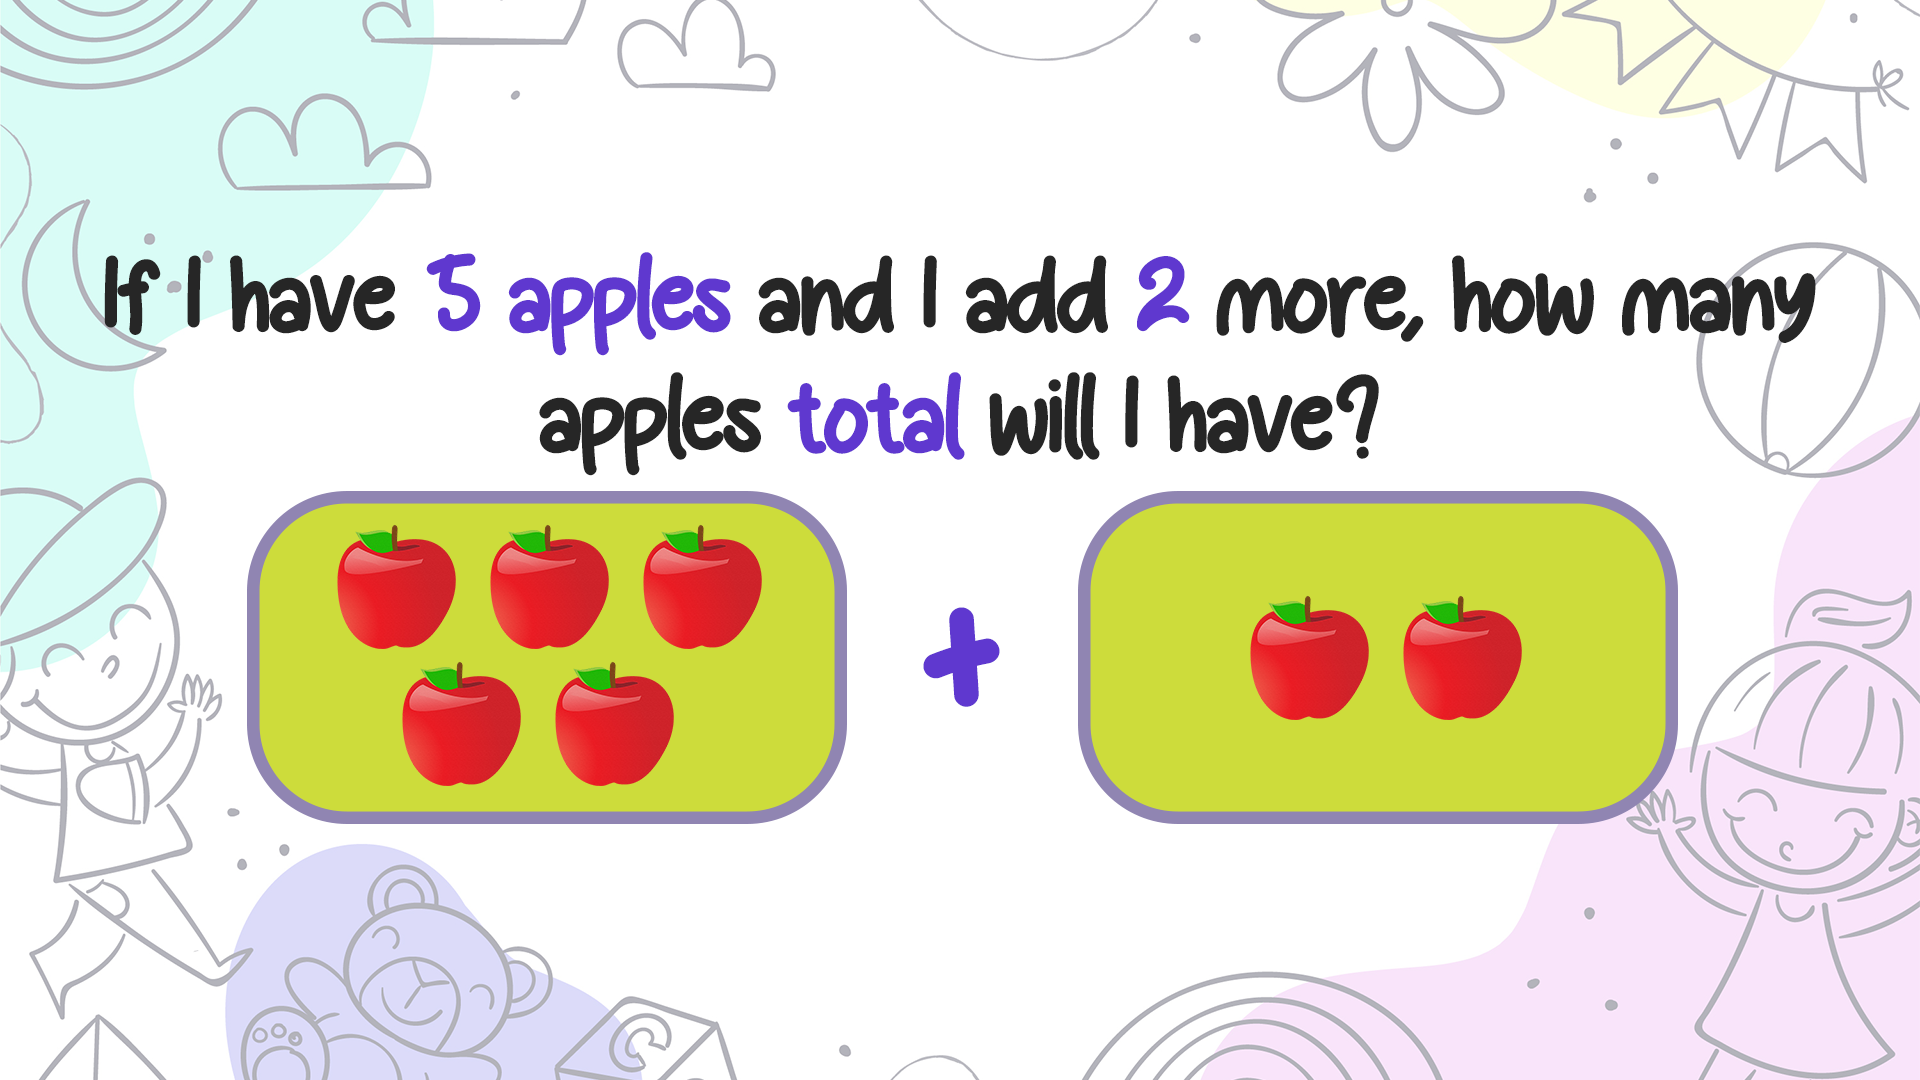 If I have 5 apples and I add 2 more, how many
apples total will I have?
+